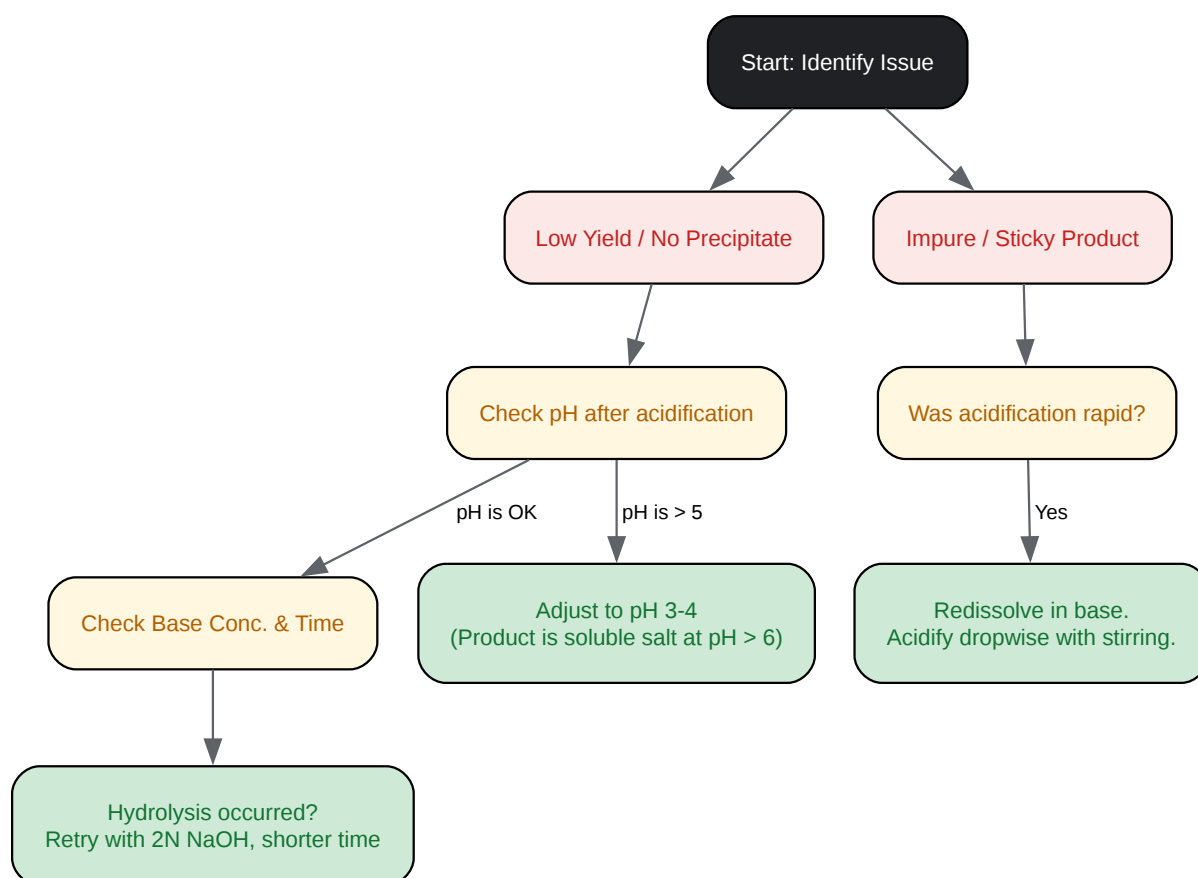 Start: Identify Issue
Low Yield / No Precipitate
Impure / Sticky Product
Check pH after acidification
Was acidification rapid?
pH is OK
pH is > 5
Yes
Check Base Conc. & Time
Adjust to pH 3-4
(Product is soluble salt at pH > 6)
Redissolve in base.
Acidify dropwise with stirring.
Hydrolysis occurred?
Retry with 2N NaOH, shorter time